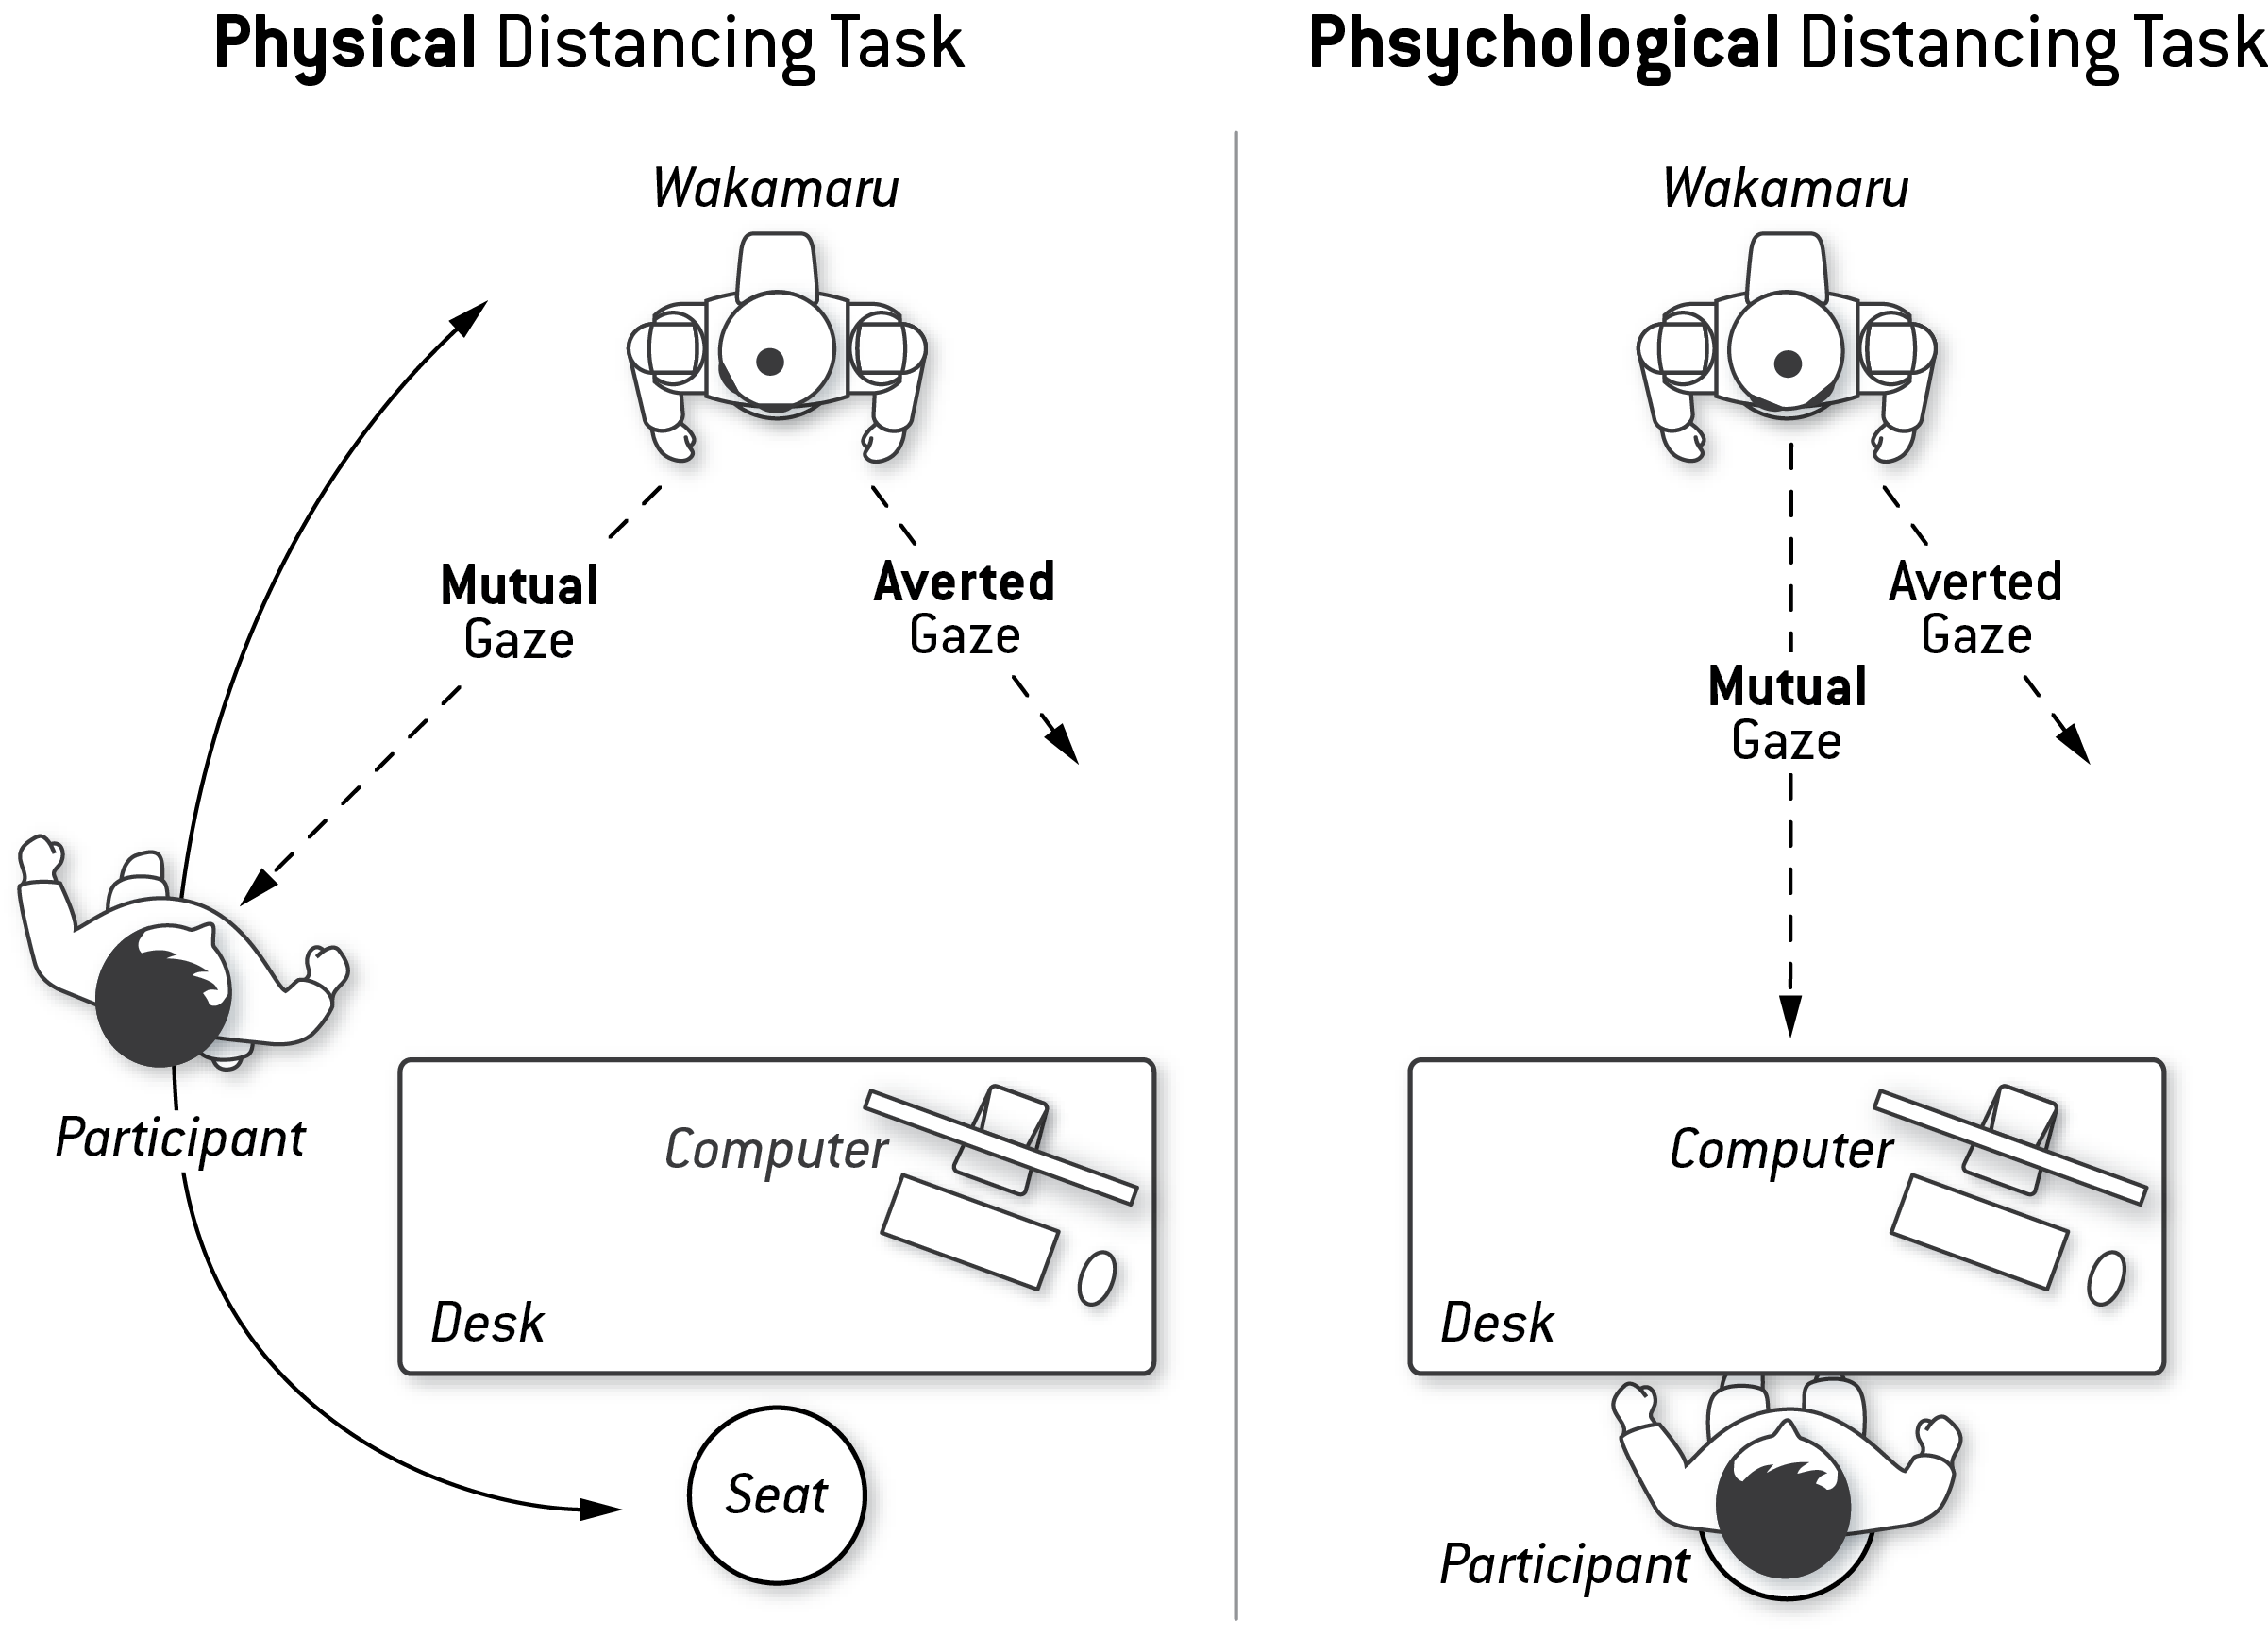 Physical Distancing Task
Wakamaru
Mutual
Gaze
Averted
Gaze
Participant
Computer
Desk
Seat
Phsychological Distancing Task
Wakamaru
Averted
Gaze
Mutual
Gaze
Computer
Desk
Participant